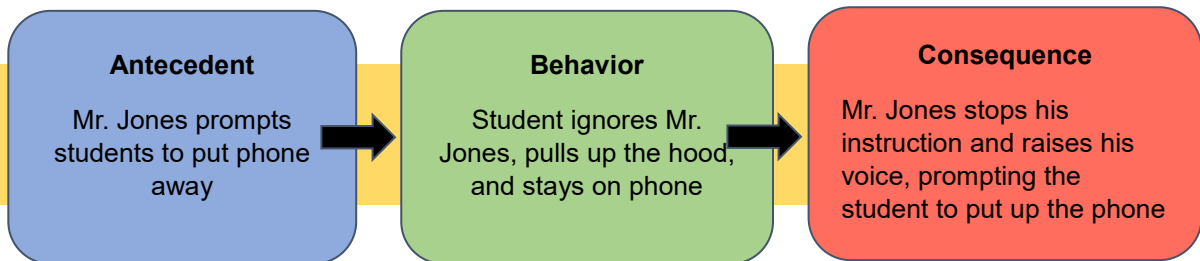 Antecedent
Mr. Jones prompts
students to put phone
away
Behavior
Student ignores Mr.
Jones, pulls up the hood,
and stays on phone
Consequence
Mr. Jones stops his
instruction and raises his
voice, prompting the
student to put up the phone